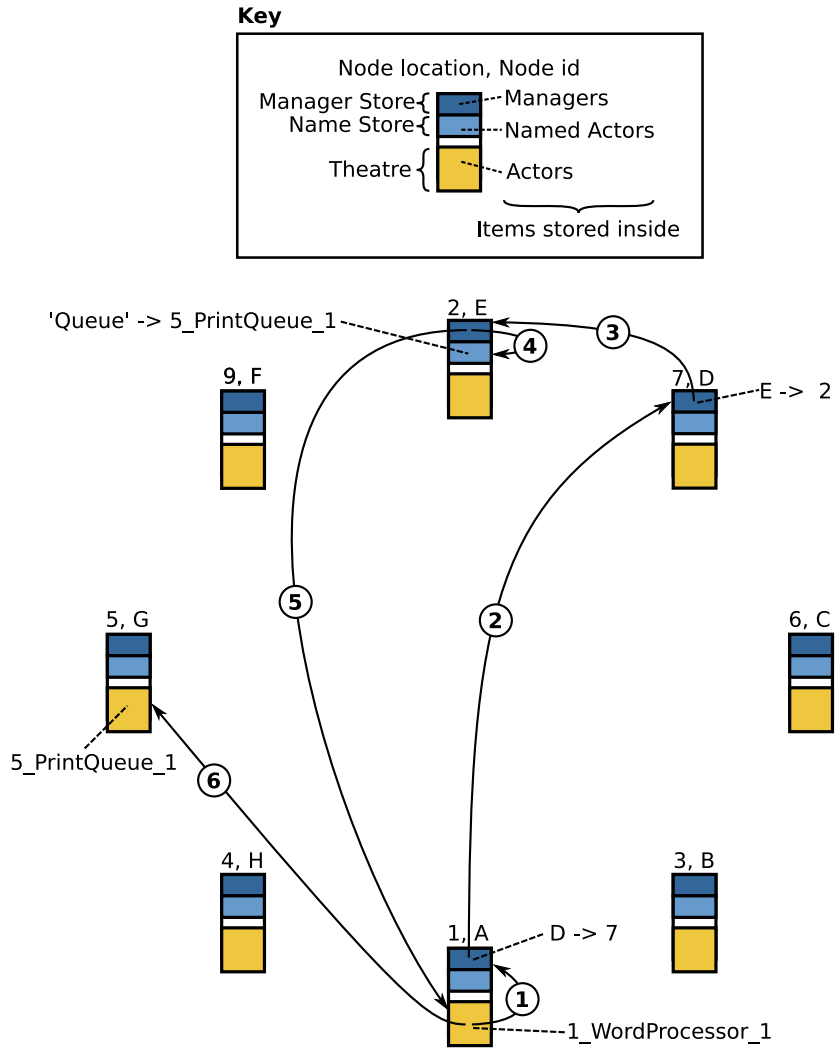 Key
Node location, Node id
Manager Store
Managers
Name Store
Named Actors
Theatre
Actors
Items stored inside
2, E
'Queue' -> 5_PrintQueue_1
3
4
9, F
7, D
E -> 2
5
2
5, G
6, C
5_PrintQueue_1
6
4, H
3, B
1, A
D -> 7
1
1_WordProcessor_1